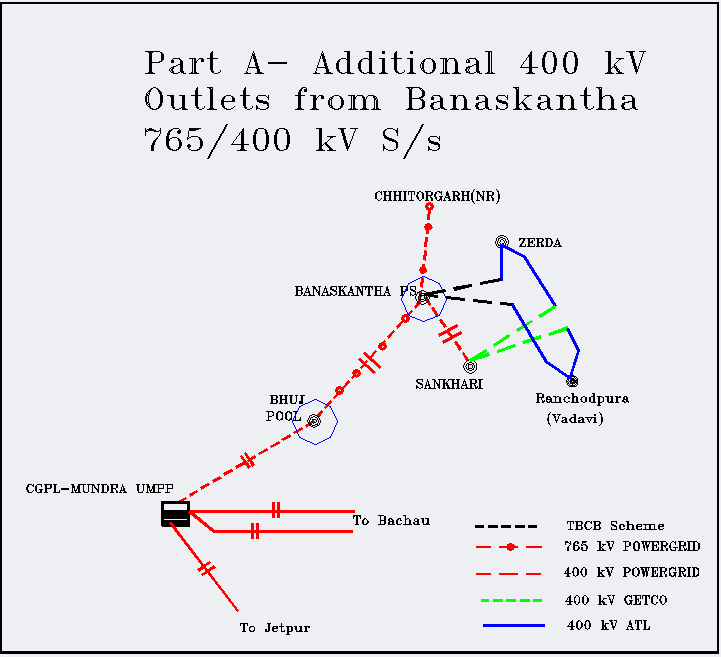 Part A- Additional 400 kV
Outlets from Banaskantha
765/400 kV S/s
CHHITORGARH(NR)
ZERDA
BANASKANTHA PS
SANKHARI
Ranchodpura
(Vadavi)
BHUJ
POOL
CGPL-MUNDRA UMPP
To Bachau
To Jetpur
TBCB Scheme
765 kV POWERGRID
400 kV POWERGRID
400 kV GETCO
400 kV ATL